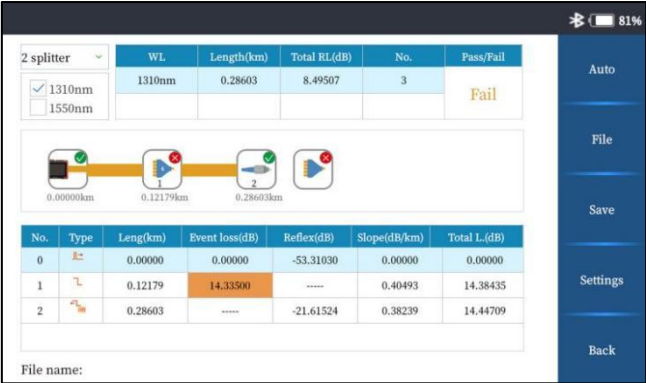 81%
2 splitter
1310nm
1550nm
WL Length(km) Total RL(dB) No. Pass/Fail
1310nm 0.28603 8.49507 3 Fail
1 2
0.00000km 0.12179km 0.28603km
No. Type Leng(km) Event loss(dB) Reflex(dB) Slope(dB/km) Total L.(dB)
0 0.00000 0.00000 -53.31030 0.00000 0.00000
1 0.12179 14.33500 ----- 0.40493 14.38435
2 0.28603 ----- -21.61524 0.38239 14.44709
File name:
Auto
File
Save
Settings
Back